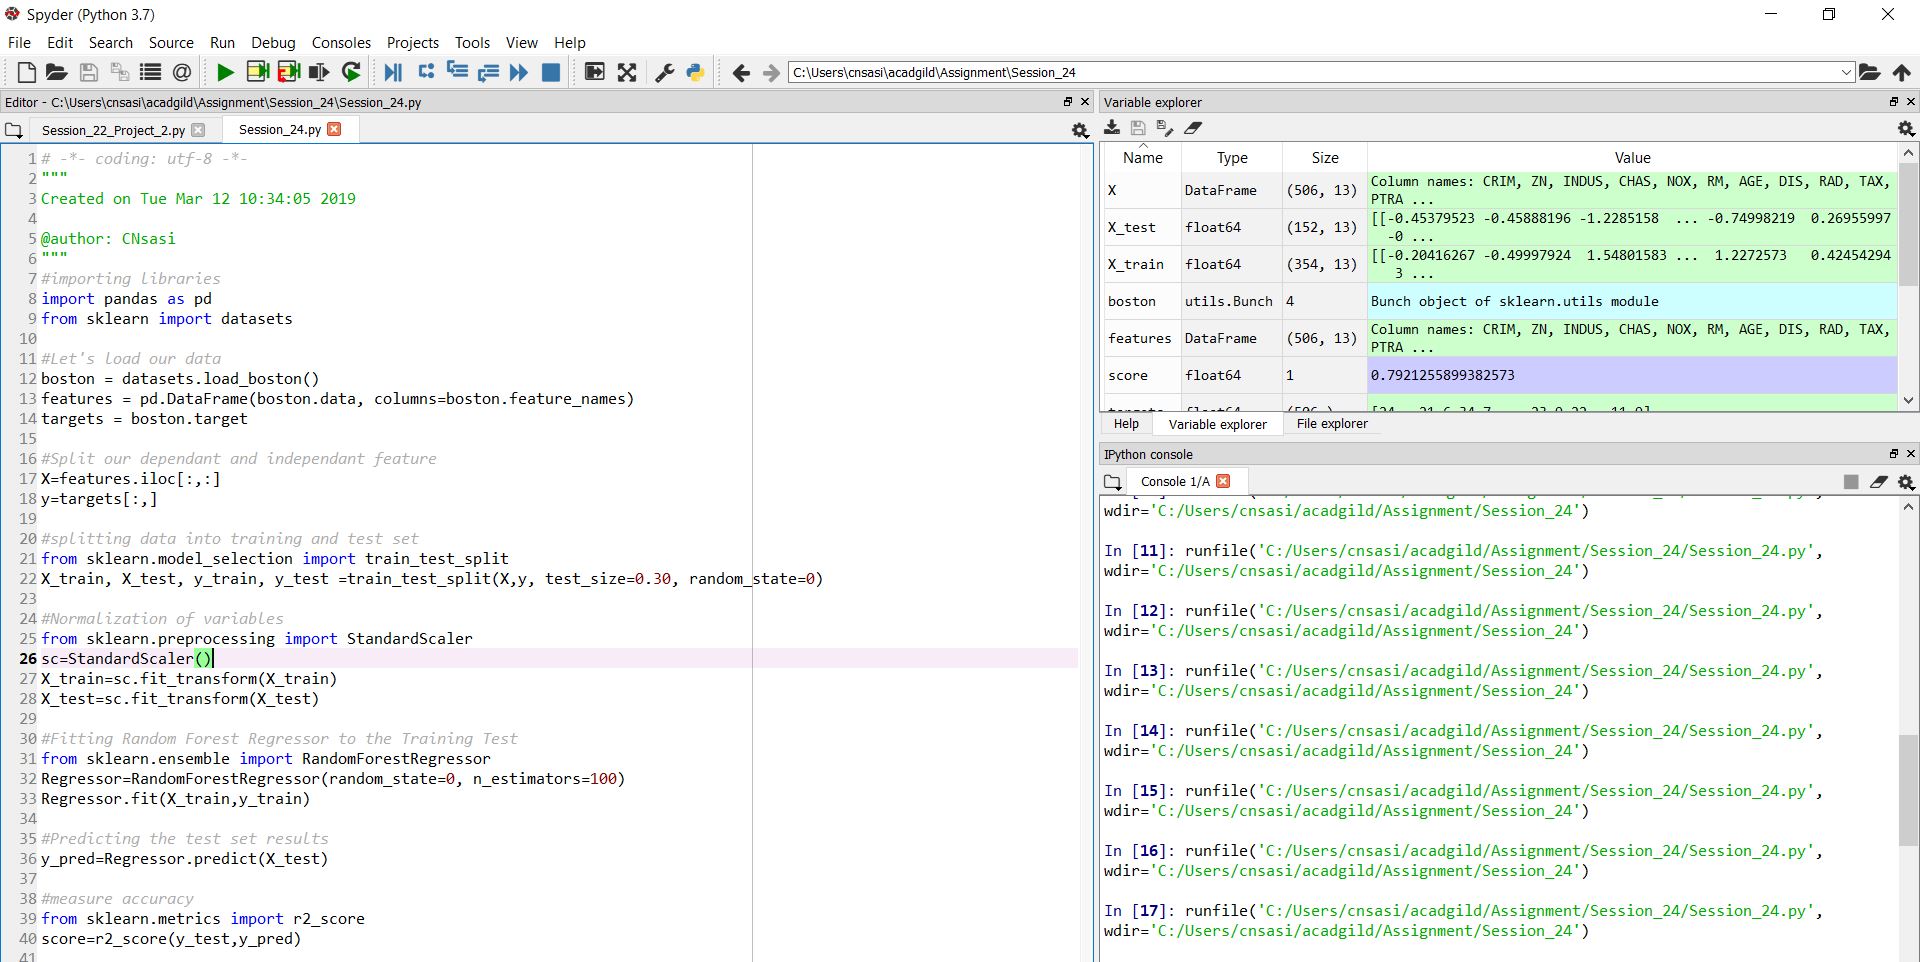 Spyder (Python 3.7)
File Edit Search Source Run Debug Consoles Projects Tools View Help
C:\Users\cnsasi\acadgild\Assignment\Session_24
Editor - C:\Users\cnsasi\acadgild\Assignment\Session_24\Session_24.py
Session_22_Project_2.py Session_24.py
1 # -*- coding: utf-8 -*-
2 """
3 Created on Tue Mar 12 10:34:05 2019
4
5 @author: CNsasi
6 """
7 #importing libraries
8 import pandas as pd
9 from sklearn import datasets
10
11 #Let's load our data
12 boston = datasets.load_boston()
13 features = pd.DataFrame(boston.data, columns=boston.feature_names)
14 targets = boston.target
15
16 #Split our dependant and independant feature
17 X=features.iloc[:,:]
18 y=targets[:,]
19
20 #splitting data into training and test set
21 from sklearn.model_selection import train_test_split
22 X_train, X_test, y_train, y_test =train_test_split(X,y, test_size=0.30, random_state=0)
23
24 #Normalization of variables
25 from sklearn.preprocessing import StandardScaler
26 sc=StandardScaler()
27 X_train=sc.fit_transform(X_train)
28 X_test=sc.fit_transform(X_test)
29
30 #Fitting Random Forest Regressor to the Training Test
31 from sklearn.ensemble import RandomForestRegressor
32 Regressor=RandomForestRegressor(random_state=0, n_estimators=100)
33 Regressor.fit(X_train,y_train)
34
35 #Predicting the test set results
36 y_pred=Regressor.predict(X_test)
37
38 #measure accuracy
39 from sklearn.metrics import r2_score
40 score=r2_score(y_test,y_pred)
41
Variable explorer
Name Type Size Value
X DataFrame (506, 13) Column names: CRIM, ZN, INDUS, CHAS, NOX, RM, AGE, DIS, RAD, TAX,
PTRA ...
X_test float64 (152, 13) [[-0.45379523 -0.45888196 -1.2285158 ... -0.74998219 0.26955997
-0 ...
X_train float64 (354, 13) [[-0.20416267 -0.49997924 1.54801583 ... 1.2272573 0.42454294
3 ...
boston utils.Bunch 4 Bunch object of sklearn.utils module
features DataFrame (506, 13) Column names: CRIM, ZN, INDUS, CHAS, NOX, RM, AGE, DIS, RAD, TAX,
PTRA ...
score float64 1 0.7921255899382573
Help Variable explorer File explorer
IPython console
Console 1/A
wdir='C:/Users/cnsasi/acadgild/Assignment/Session_24')
In [11]: runfile('C:/Users/cnsasi/acadgild/Assignment/Session_24/Session_24.py',
wdir='C:/Users/cnsasi/acadgild/Assignment/Session_24')
In [12]: runfile('C:/Users/cnsasi/acadgild/Assignment/Session_24/Session_24.py',
wdir='C:/Users/cnsasi/acadgild/Assignment/Session_24')
In [13]: runfile('C:/Users/cnsasi/acadgild/Assignment/Session_24/Session_24.py',
wdir='C:/Users/cnsasi/acadgild/Assignment/Session_24')
In [14]: runfile('C:/Users/cnsasi/acadgild/Assignment/Session_24/Session_24.py',
wdir='C:/Users/cnsasi/acadgild/Assignment/Session_24')
In [15]: runfile('C:/Users/cnsasi/acadgild/Assignment/Session_24/Session_24.py',
wdir='C:/Users/cnsasi/acadgild/Assignment/Session_24')
In [16]: runfile('C:/Users/cnsasi/acadgild/Assignment/Session_24/Session_24.py',
wdir='C:/Users/cnsasi/acadgild/Assignment/Session_24')
In [17]: runfile('C:/Users/cnsasi/acadgild/Assignment/Session_24/Session_24.py',
wdir='C:/Users/cnsasi/acadgild/Assignment/Session_24')